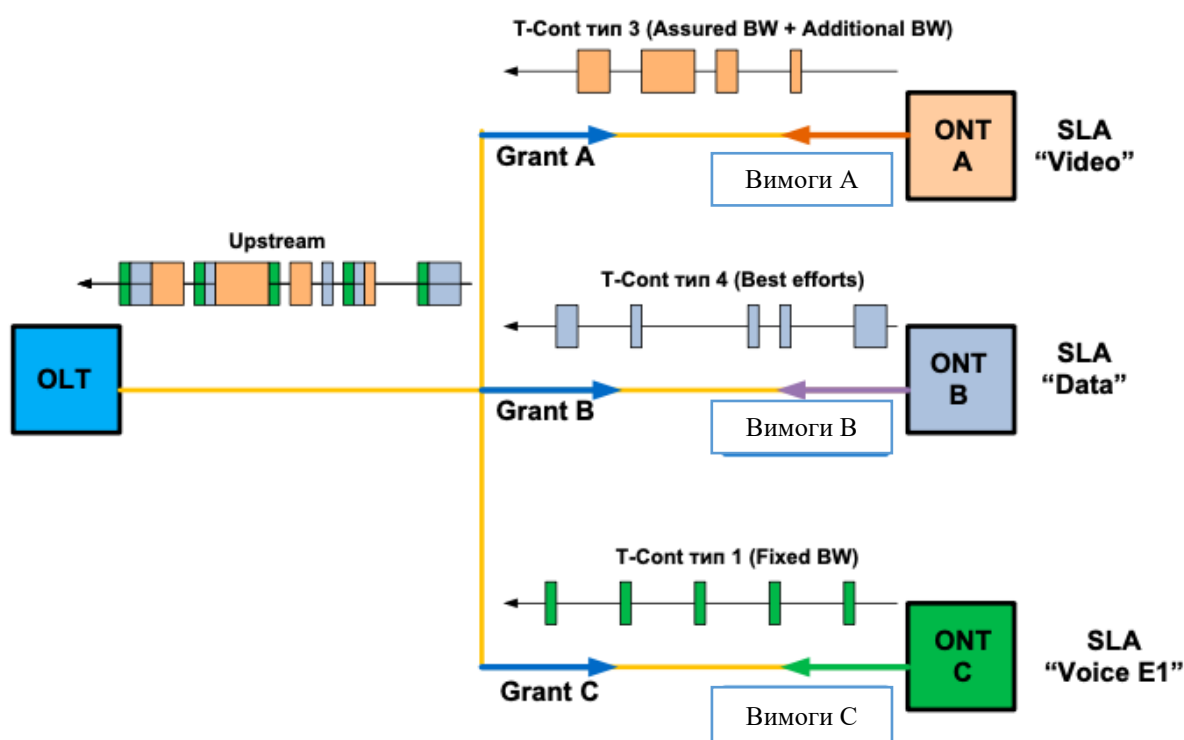 T-Cont тип 3 (Assured BW + Additional BW)
Grant A
Вимоги А
ONT
A
SLA
“Video”
Upstream
T-Cont тип 4 (Best efforts)
OLT
Grant B
Вимоги В
ONT
B
SLA
“Data”
T-Cont тип 1 (Fixed BW)
Grant C
Вимоги С
ONT
C
SLA
“Voice E1”